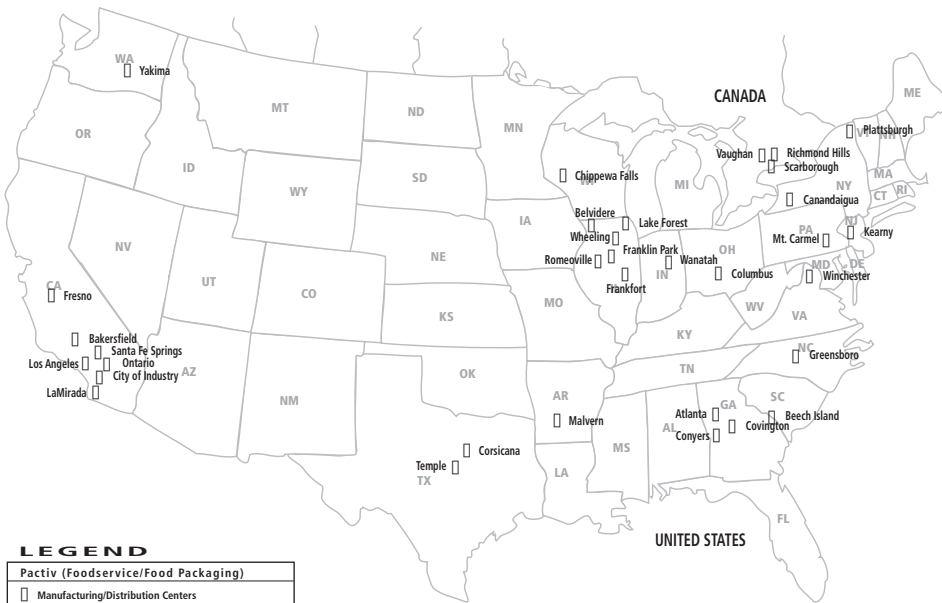 WA
Yakima
MT
ND
MN
CANADA
ME
OR
ID
SD
WY
WI
Chippewa Falls
MI
Vaughan
Richmond Hills
Scarborough
Plattsburgh
VT
NH
MA
NY
CT
RI
Canandaigua
IA
Belvidere
Lake Forest
Wheeling
Franklin Park
Romeoville
Frankfort
IN
Wanatah
OH
Columbus
PA
Mt. Carmel
NJ
Kearny
MD
DE
Winchester
NV
NE
UT
CO
CA
Fresno
KS
MO
WV
VA
KY
Bakersfield
Santa Fe Springs
Los Angeles
Ontario
City of Industry
LaMirada
AZ
NM
OK
AR
Malvern
TN
NC
Greensboro
SC
Beech Island
Atlanta
GA
Covington
Conyers
AL
MS
LA
Corsicana
Temple
TX
FL
UNITED STATES
LEGEND
Pactiv (Foodservice/Food Packaging)
Manufacturing/Distribution Centers